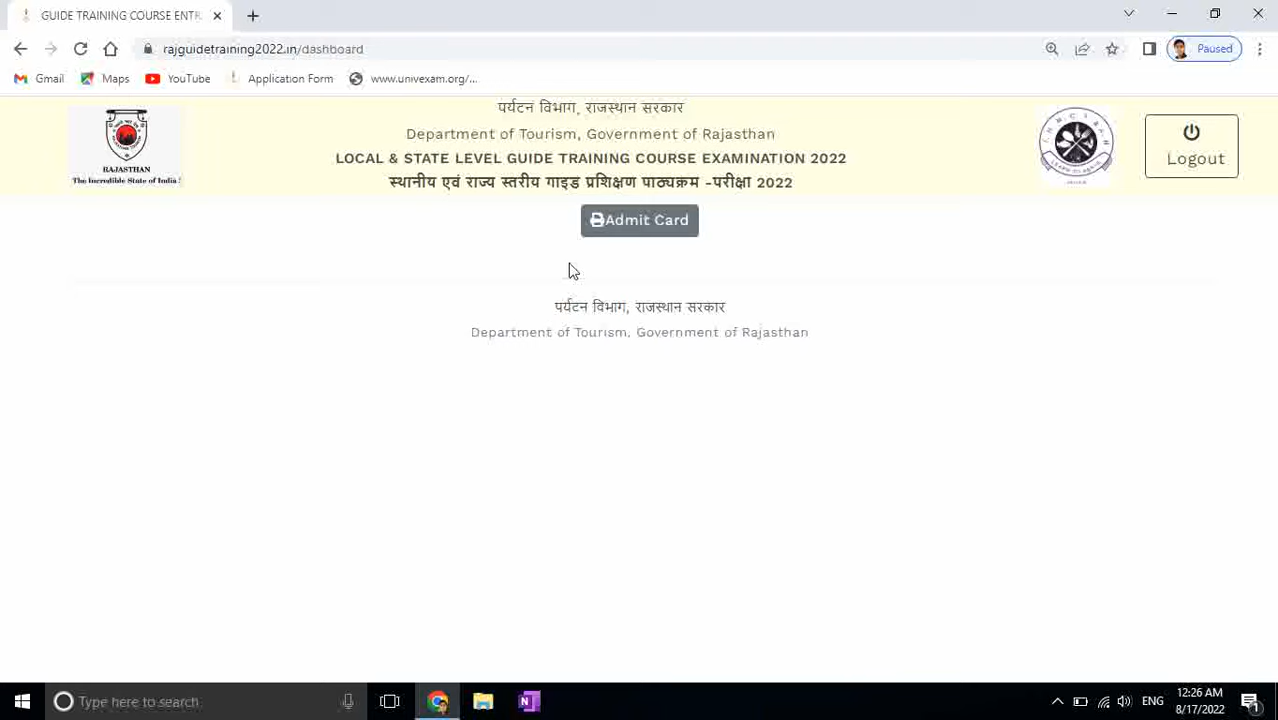 GUIDE TRAINING COURSE ENTR
rajguidetraining2022.in/dashboard
Paused
Gmail
Maps
YouTube
Application Form
www.univexam.org/...
RAJASTHAN
The Incredible State of India!
पर्यटन विभाग, राजस्थान सरकार
Department of Tourism, Government of Rajasthan
LOCAL & STATE LEVEL GUIDE TRAINING COURSE EXAMINATION 2022
स्थानीय एवं राज्य स्तरीय गाइड प्रशिक्षण पाठ्यक्रम -परीक्षा 2022
Logout
Admit Card
पर्यटन विभाग, राजस्थान सरकार
Department of Tourism, Government of Rajasthan
Type here to search
ENG
12:26 AM
8/17/2022
1